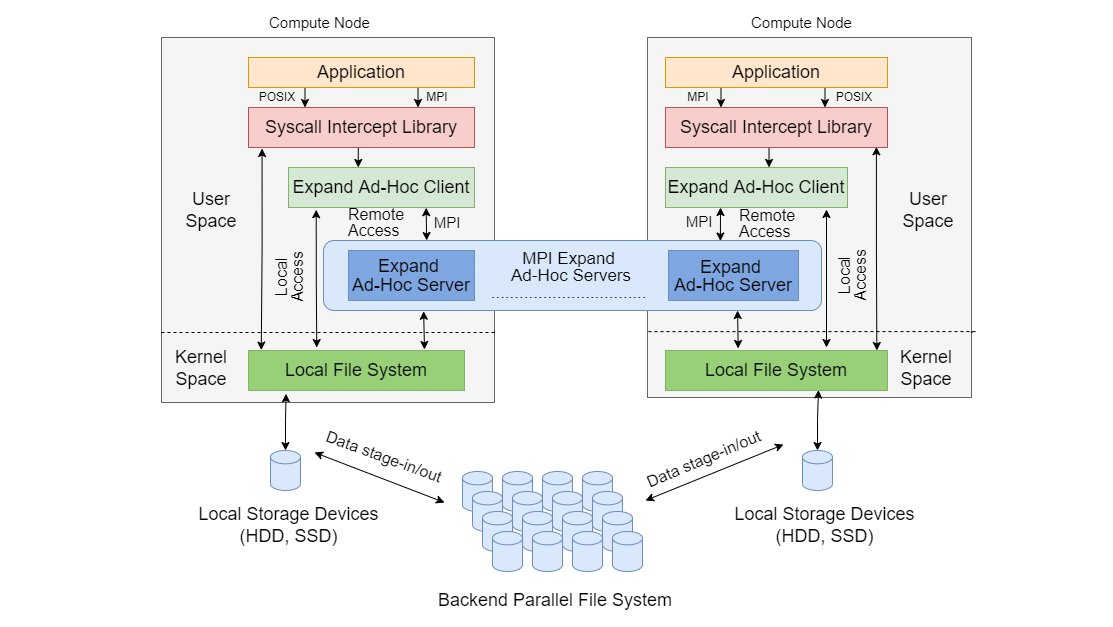 Compute Node
Compute Node
Application
Application
POSIX
MPI
MPI
POSIX
Syscall Intercept Library
Syscall Intercept Library
Expand Ad-Hoc Client
Expand Ad-Hoc Client
User
Space
User
Space
Remote
Access
MPI
MPI
Remote
Access
Local
Access
Local
Access
Expand
Ad-Hoc Server
MPI Expand
Ad-Hoc Servers
Expand
Ad-Hoc Server
Kernel
Space
Local File System
Local File System
Kernel
Space
Data stage-in/out
Data stage-in/out
Local Storage Devices
(HDD, SSD)
Local Storage Devices
(HDD, SSD)
Backend Parallel File System